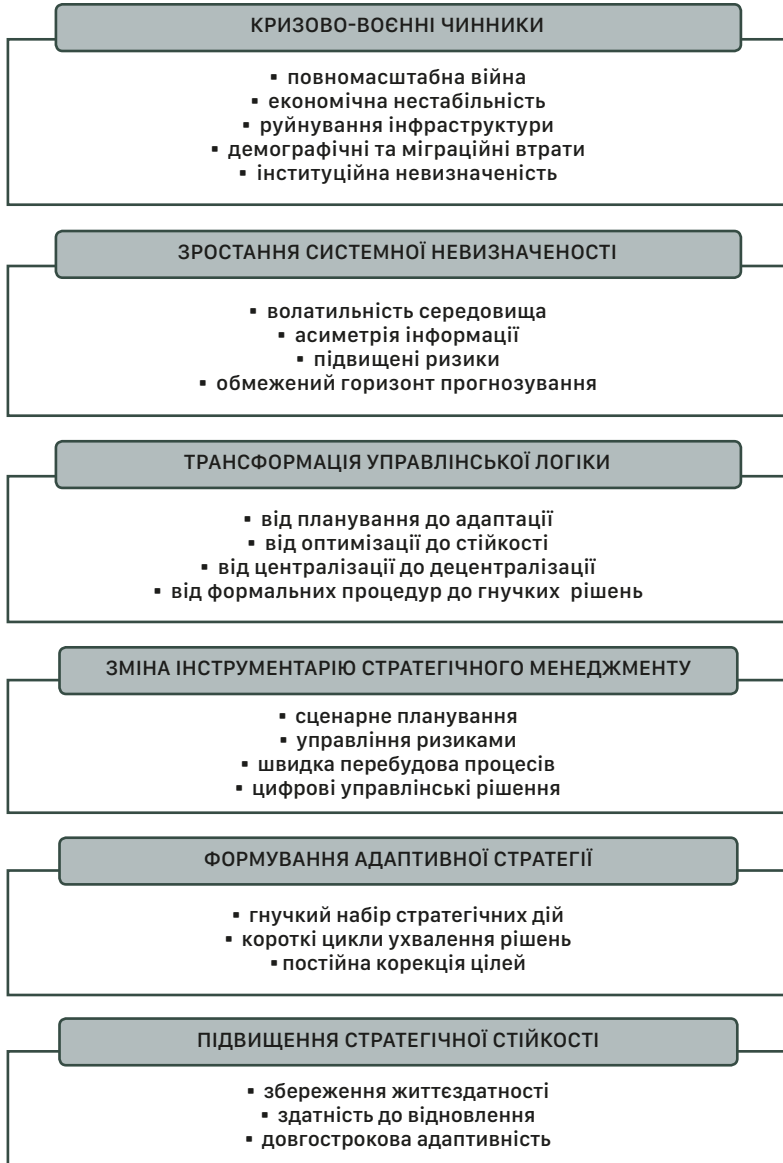 КРИЗОВО-ВОЄННІ ЧИННИКИ
▪ повномасштабна війна
▪ економічна нестабільність
▪ руйнування інфраструктури
▪ демографічні та міграційні втрати
▪ інституційна невизначеність
ЗРОСТАННЯ СИСТЕМНОЇ НЕВИЗНАЧЕНОСТІ
▪ волатильність середовища
▪ асиметрія інформації
▪ підвищені ризики
▪ обмежений горизонт прогнозування
ТРАНСФОРМАЦІЯ УПРАВЛІНСЬКОЇ ЛОГІКИ
▪ від планування до адаптації
▪ від оптимізації до стійкості
▪ від централізації до децентралізації
▪ від формальних процедур до гнучких рішень
ЗМІНА ІНСТРУМЕНТАРІЮ СТРАТЕГІЧНОГО МЕНЕДЖМЕНТУ
▪ сценарне планування
▪ управління ризиками
▪ швидка перебудова процесів
▪ цифрові управлінські рішення
ФОРМУВАННЯ АДАПТИВНОЇ СТРАТЕГІЇ
▪ гнучкий набір стратегічних дій
▪ короткі цикли ухвалення рішень
▪ постійна корекція цілей
ПІДВИЩЕННЯ СТРАТЕГІЧНОЇ СТІЙКОСТІ
▪ збереження життєздатності
▪ здатність до відновлення
▪ довгострокова адаптивність